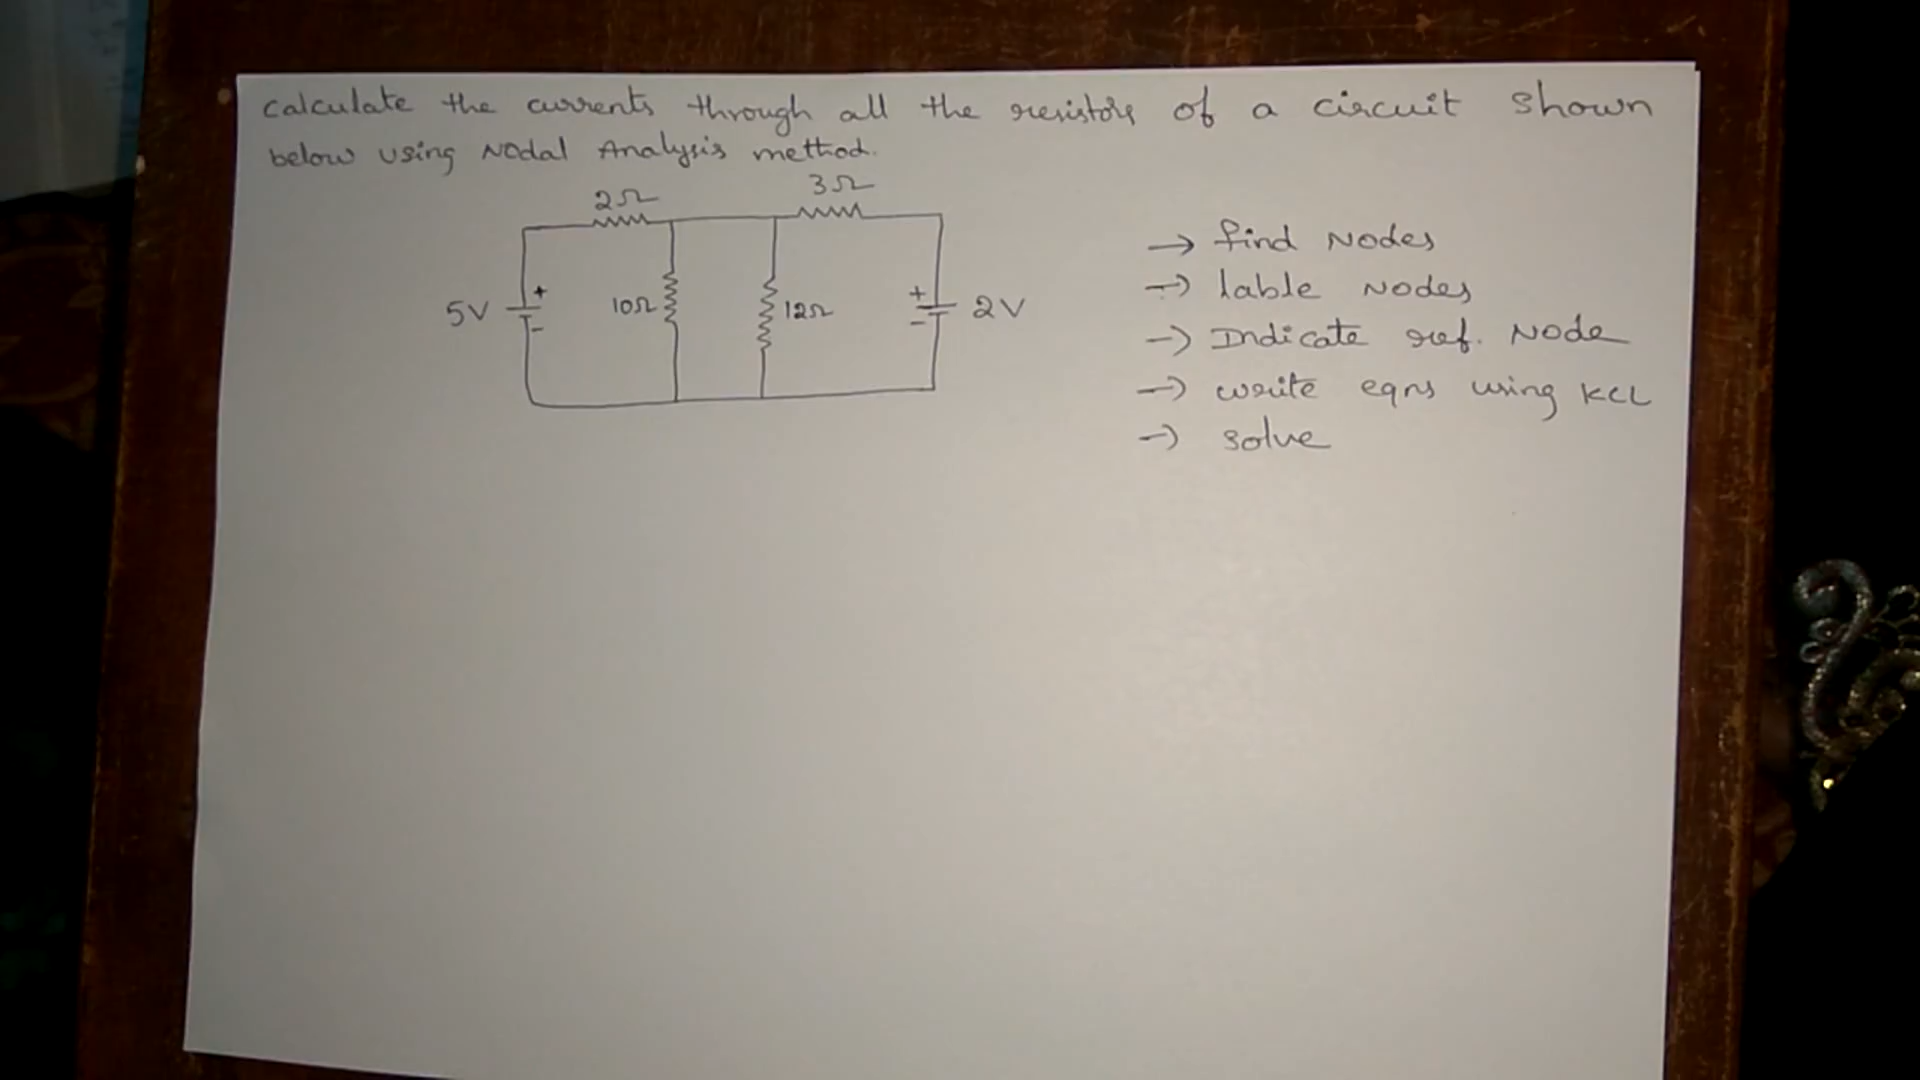 calculate the currents through all the resistors of a circuit shown
below using Nodal Analysis method.
2Ω
3Ω
5V
+
-
10Ω
12Ω
+
-
2V
→ find Nodes
→ lable Nodes
→ Indicate ref. Node
→ write eqns using KCL
→ solve